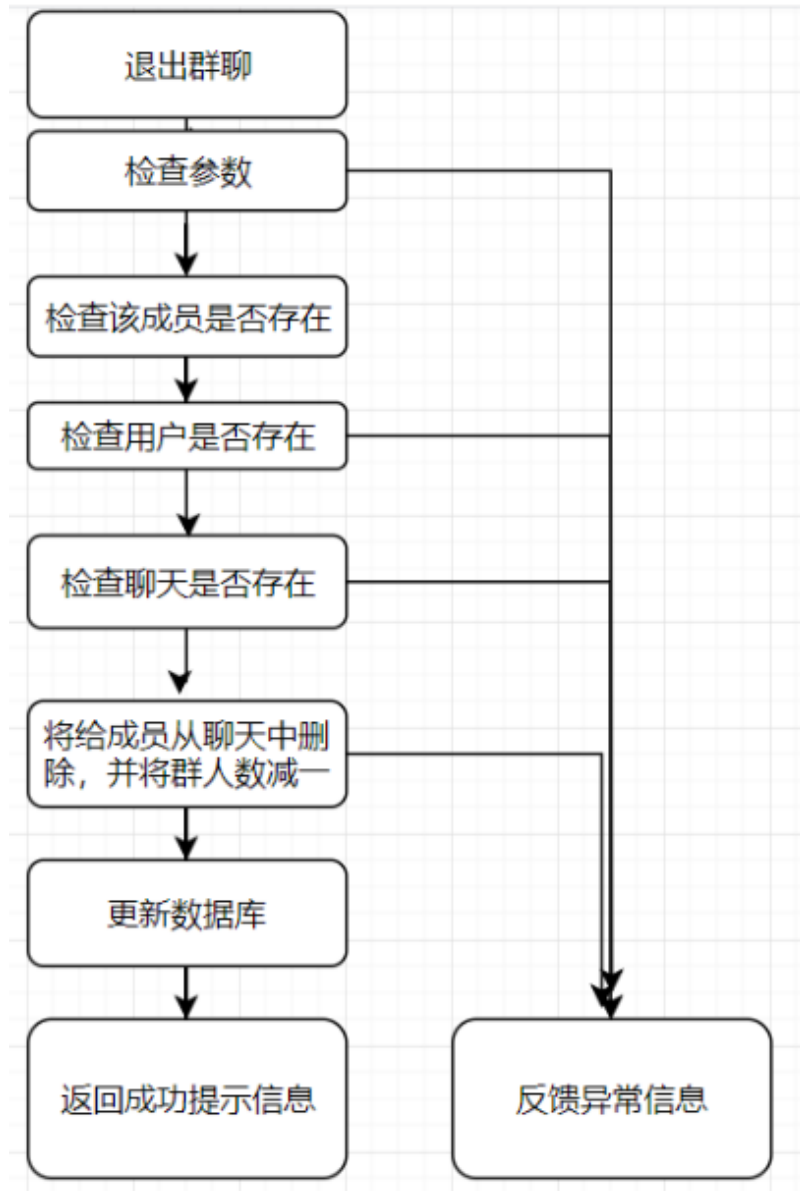 退出群聊
检查参数
检查该成员是否存在
检查用户是否存在
检查聊天是否存在
将给成员从聊天中删
除，并将群人数减一
更新数据库
返回成功提示信息
反馈异常信息